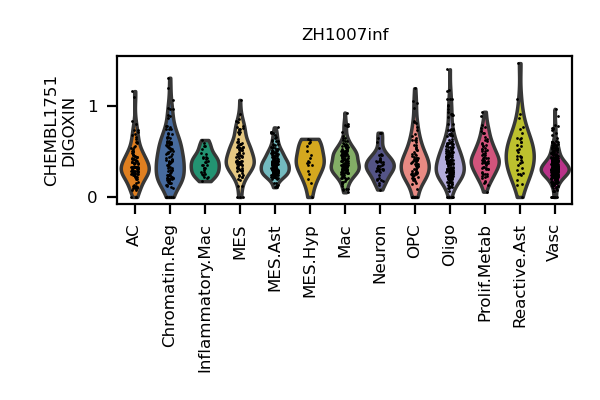 ZH1007inf
CHEMBL1751
DIGOXIN
1
0
AC
Chromatin.Reg
Inflammatory.Mac
MES
MES.Ast
MES.Hyp
Mac
Neuron
OPC
Oligo
Prolif.Metab
Reactive.Ast
Vasc